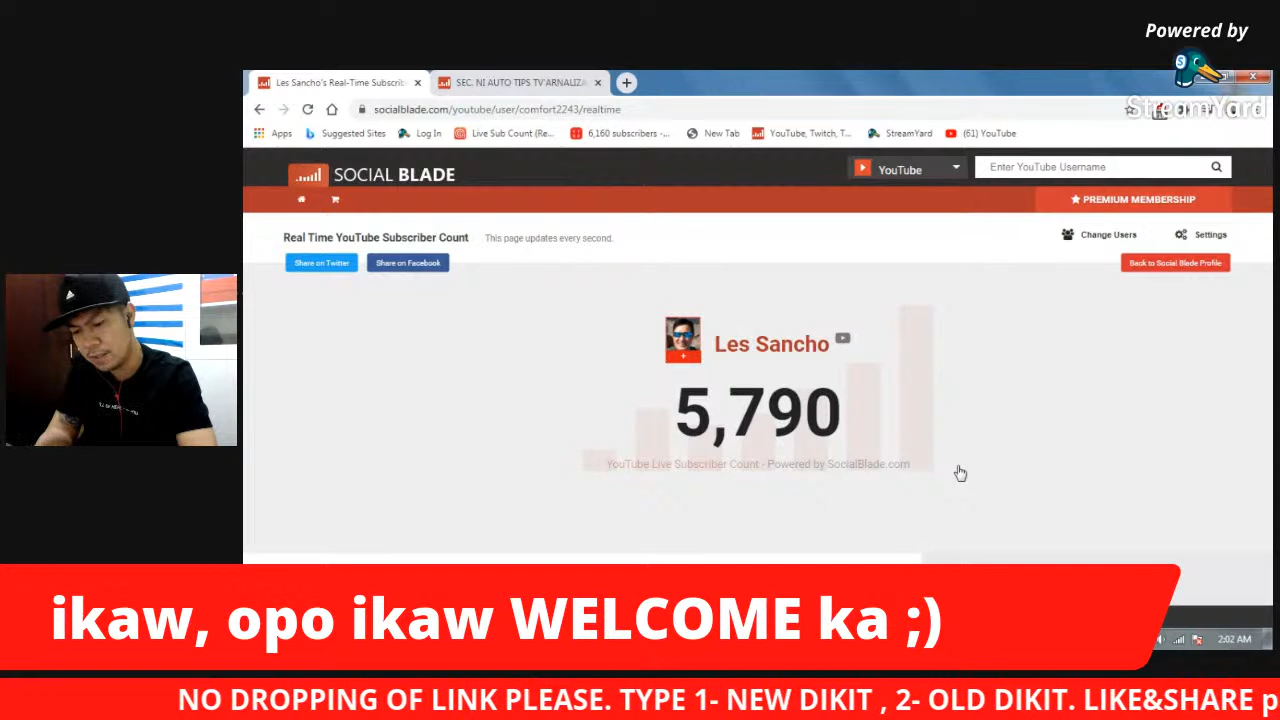 Powered by
StreamYard
Les Sancho's Real-Time Subscrib
SEC. NI AUTO TIPS TV'ARNALIZA
socialblade.com/youtube/user/comfort2243/realtime
Apps
Suggested Sites
Log In
Live Sub Count (Re...
6,160 subscribers -...
New Tab
YouTube, Twitch, T...
StreamYard
(61) YouTube
SOCIAL BLADE
YouTube
Enter YouTube Username
PREMIUM MEMBERSHIP
Real Time YouTube Subscriber Count
This page updates every second.
Change Users
Settings
Share on Twitter
Share on Facebook
Back to Social Blade Profile
Les Sancho
5,790
YouTube Live Subscriber Count - Powered by SocialBlade.com
ikaw, opo ikaw WELCOME ka ;)
2:02 AM
NO DROPPING OF LINK PLEASE. TYPE 1- NEW DIKIT , 2- OLD DIKIT. LIKE&SHARE p